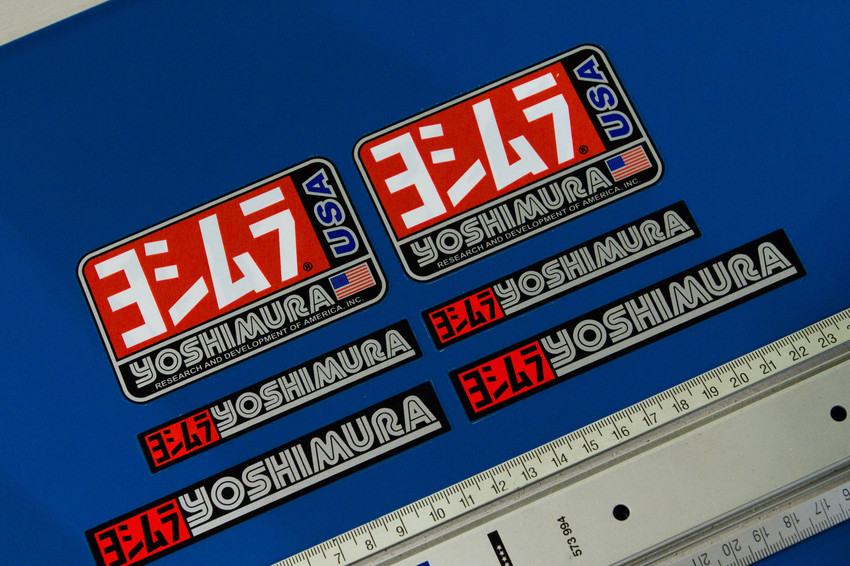 ヨシムラ®
USA
YOSHIMURA
RESEARCH AND DEVELOPMENT OF AMERICA, INC.
ヨシムラ®
USA
YOSHIMURA
RESEARCH AND DEVELOPMENT OF AMERICA, INC.
ヨシムラ YOSHIMURA
ヨシムラ YOSHIMURA
ヨシムラ YOSHIMURA
ヨシムラ YOSHIMURA
7 8 9 10 11 12 13 14 15 16 17 18 19 20 21 22 23
573 994
16 17 18 19 20 21